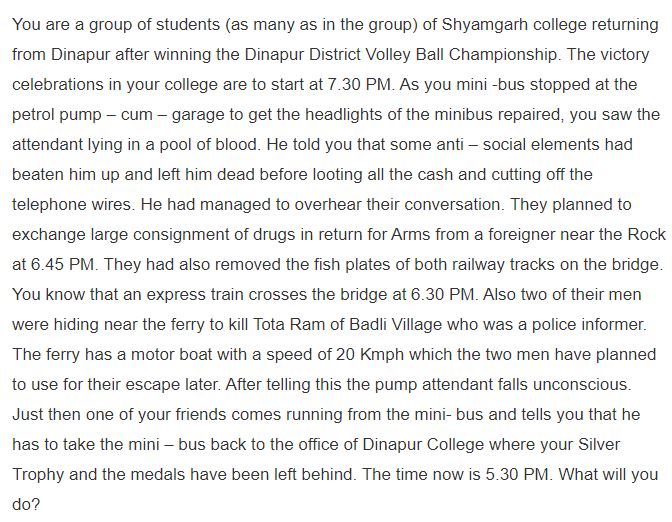 You are a group of students (as many as in the group) of Shyamgarh college returning
from Dinapur after winning the Dinapur District Volley Ball Championship. The victory
celebrations in your college are to start at 7.30 PM. As you mini -bus stopped at the
petrol pump – cum – garage to get the headlights of the minibus repaired, you saw the
attendant lying in a pool of blood. He told you that some anti – social elements had
beaten him up and left him dead before looting all the cash and cutting off the
telephone wires. He had managed to overhear their conversation. They planned to
exchange large consignment of drugs in return for Arms from a foreigner near the Rock
at 6.45 PM. They had also removed the fish plates of both railway tracks on the bridge.
You know that an express train crosses the bridge at 6.30 PM. Also two of their men
were hiding near the ferry to kill Tota Ram of Badli Village who was a police informer.
The ferry has a motor boat with a speed of 20 Kmph which the two men have planned
to use for their escape later. After telling this the pump attendant falls unconscious.
Just then one of your friends comes running from the mini- bus and tells you that he
has to take the mini – bus back to the office of Dinapur College where your Silver
Trophy and the medals have been left behind. The time now is 5.30 PM. What will you
do?